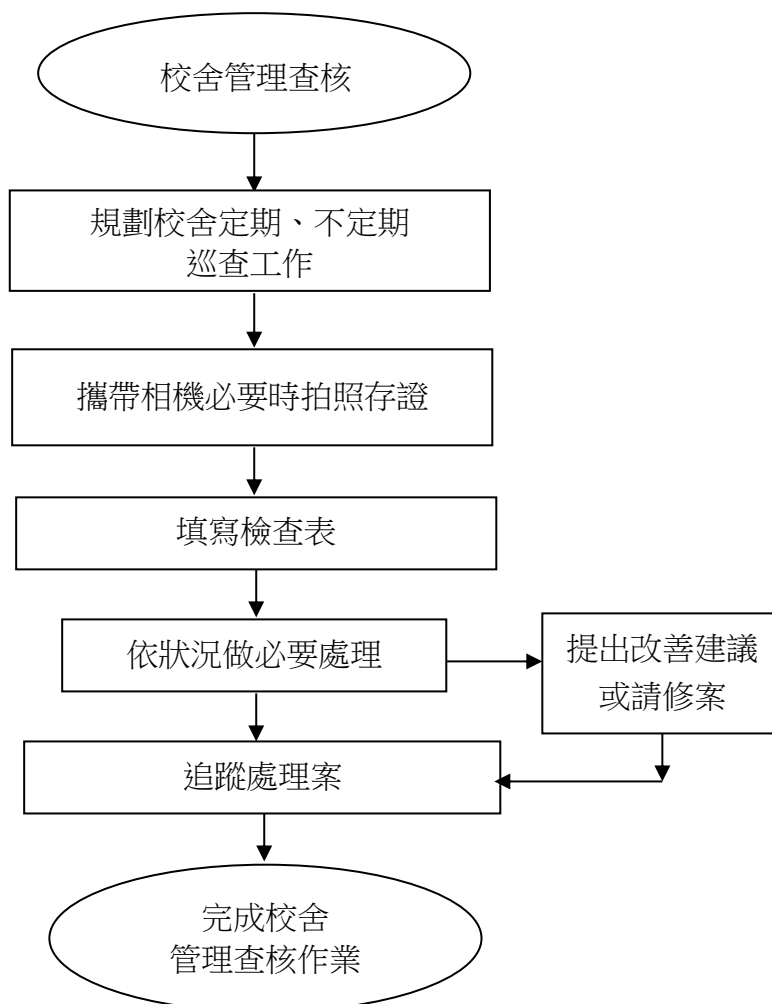 校舍管理查核
規劃校舍定期、不定期
巡查工作
攜帶相機必要時拍照存證
填寫檢查表
依狀況做必要處理
提出改善建議
或請修案
追蹤處理案
完成校舍
管理查核作業